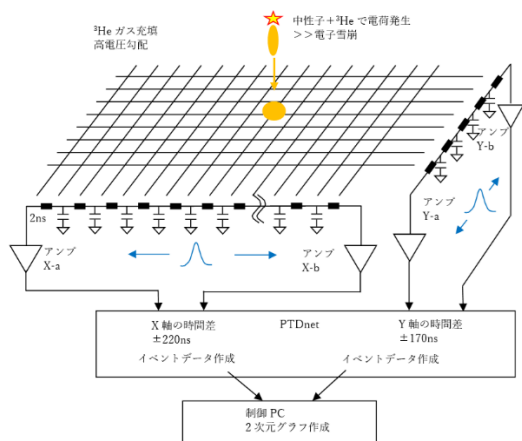 ³He ガス充填
高電圧勾配
中性子+³He で電荷発生
>>電子雪崩
アンプ
Y-b
2ns
アンプ
X-a
アンプ
X-b
アンプ
Y-a
X 軸の時間差
±220ns
PTDnet
Y 軸の時間差
±170ns
イベントデータ作成
イベントデータ作成
制御 PC
2 次元グラフ作成